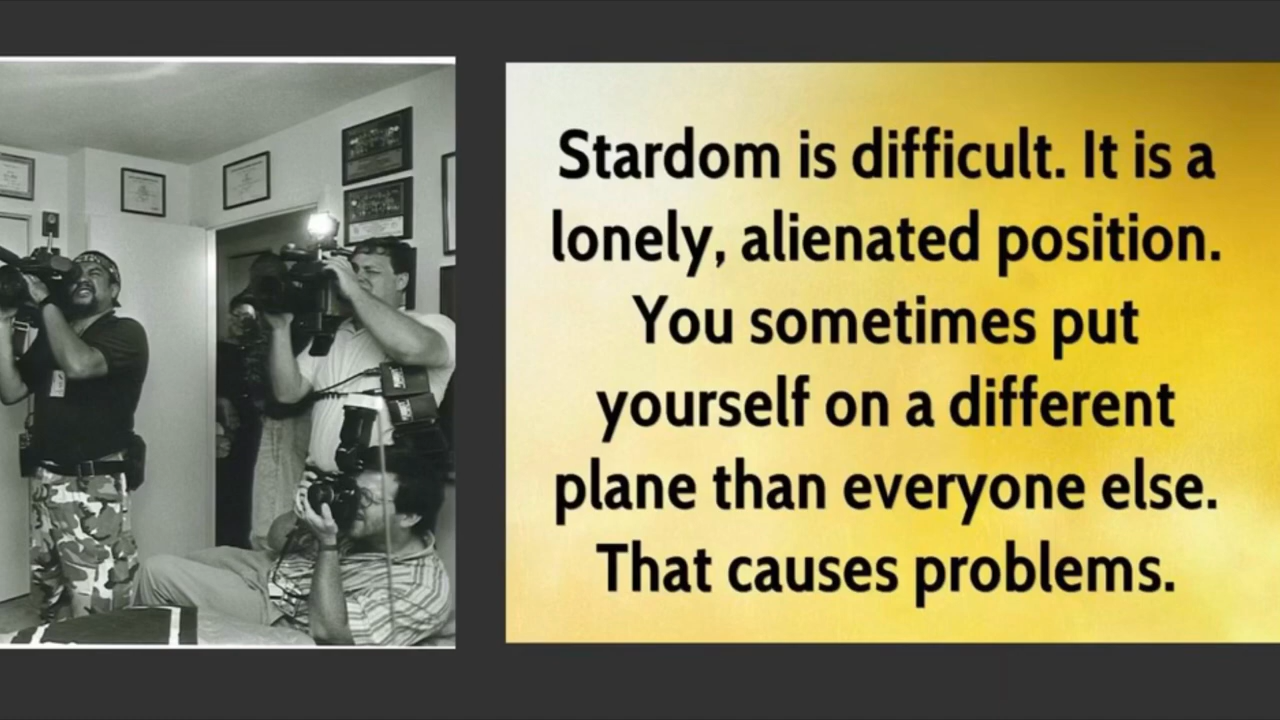 Stardom is difficult. It is a
lonely, alienated position.
You sometimes put
yourself on a different
plane than everyone else.
That causes problems.